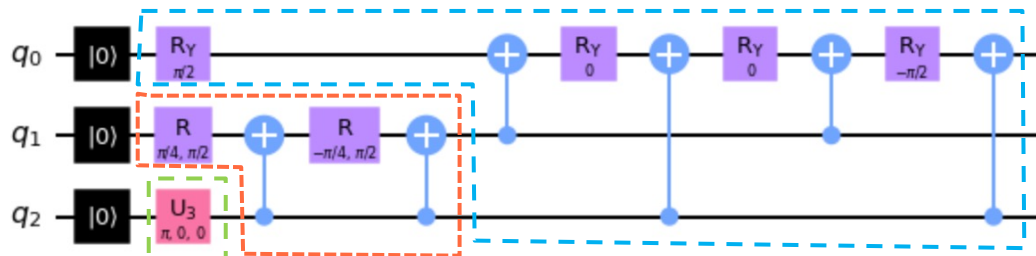 q0 |0⟩ RY π/2 RY 0 RY 0 RY −π/2
q1 |0⟩ R π/4, π/2 R −π/4, π/2
q2 |0⟩ U3 π, 0, 0